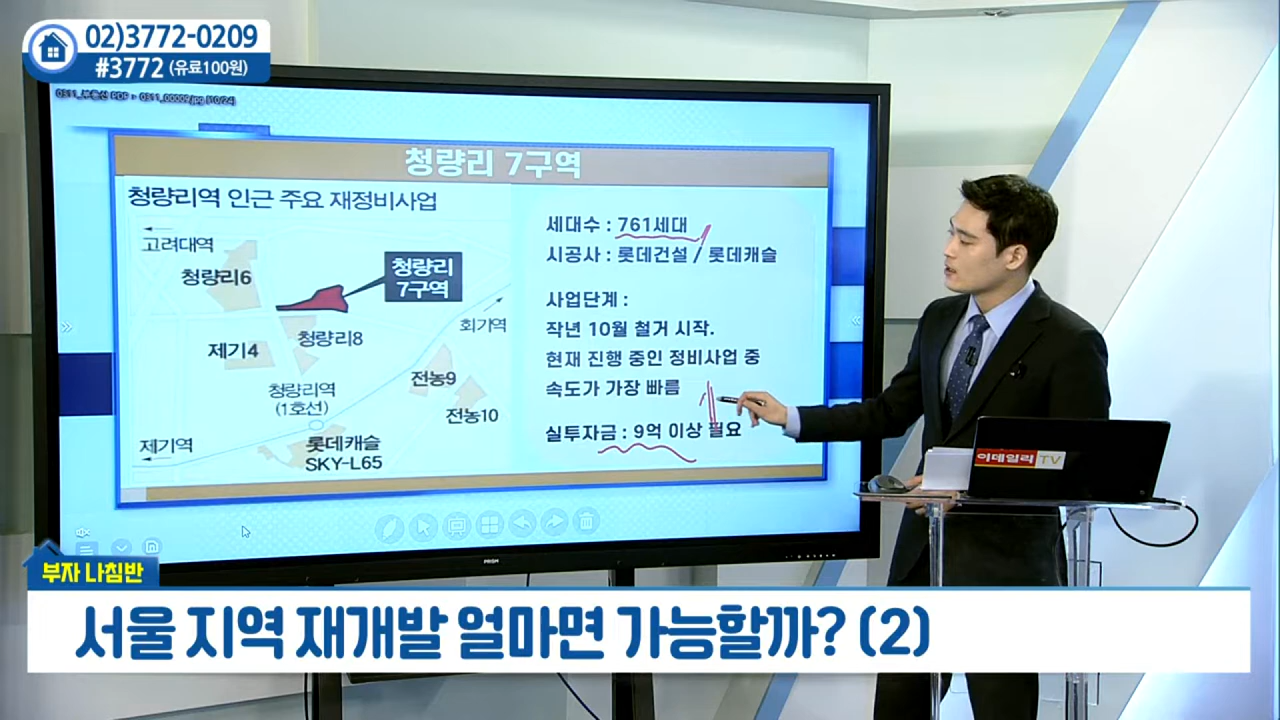 02)3772-0209
#3772 (유료100원)
청량리 7구역
청량리역 인근 주요 재정비사업
고려대역
청량리6
청량리
7구역
회기역
청량리8
제기4
청량리역
(1호선)
전농9
전농10
제기역
롯데캐슬
SKY-L65
세대수 : 761세대
시공사 : 롯데건설 / 롯데캐슬
사업단계 :
작년 10월 철거 시작.
현재 진행 중인 정비사업 중
속도가 가장 빠름
실투자금 : 9억 이상 필요
이데일리TV
PRISM
부자 나침반
서울 지역 재개발 얼마면 가능할까? (2)